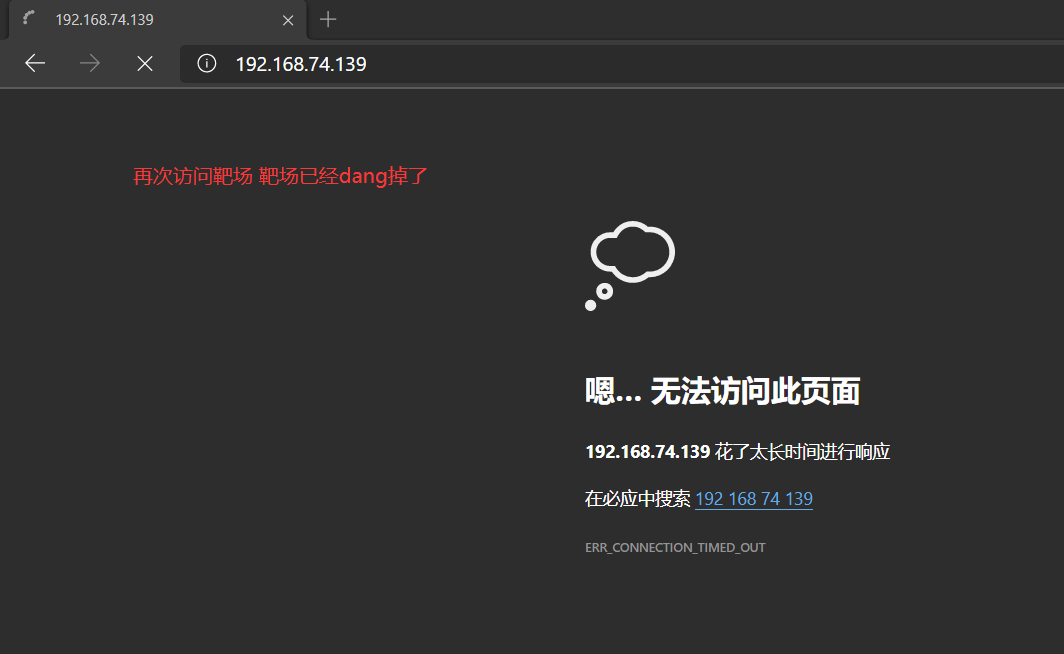 192.168.74.139
192.168.74.139
再次访问靶场 靶场已经dang掉了
嗯... 无法访问此页面
192.168.74.139 花了太长时间进行响应
在必应中搜索 192 168 74 139
ERR_CONNECTION_TIMED_OUT